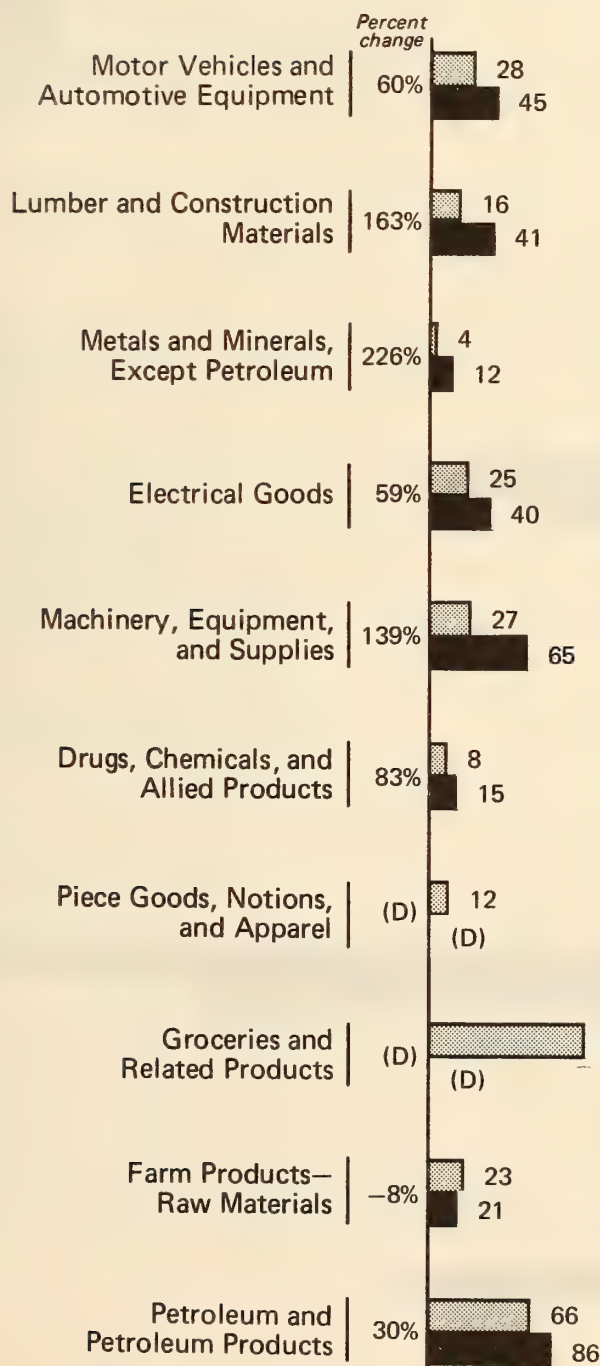 Percent
change
Motor Vehicles and
Automotive Equipment
60%
28
45
Lumber and Construction
Materials
163%
16
41
Metals and Minerals,
Except Petroleum
226%
4
12
Electrical Goods
59%
25
40
Machinery, Equipment,
and Supplies
139%
27
65
Drugs, Chemicals, and
Allied Products
83%
8
15
Piece Goods, Notions,
and Apparel
(D)
12
(D)
Groceries and
Related Products
(D)
(D)
Farm Products—
Raw Materials
–8%
23
21
Petroleum and
Petroleum Products
30%
66
86